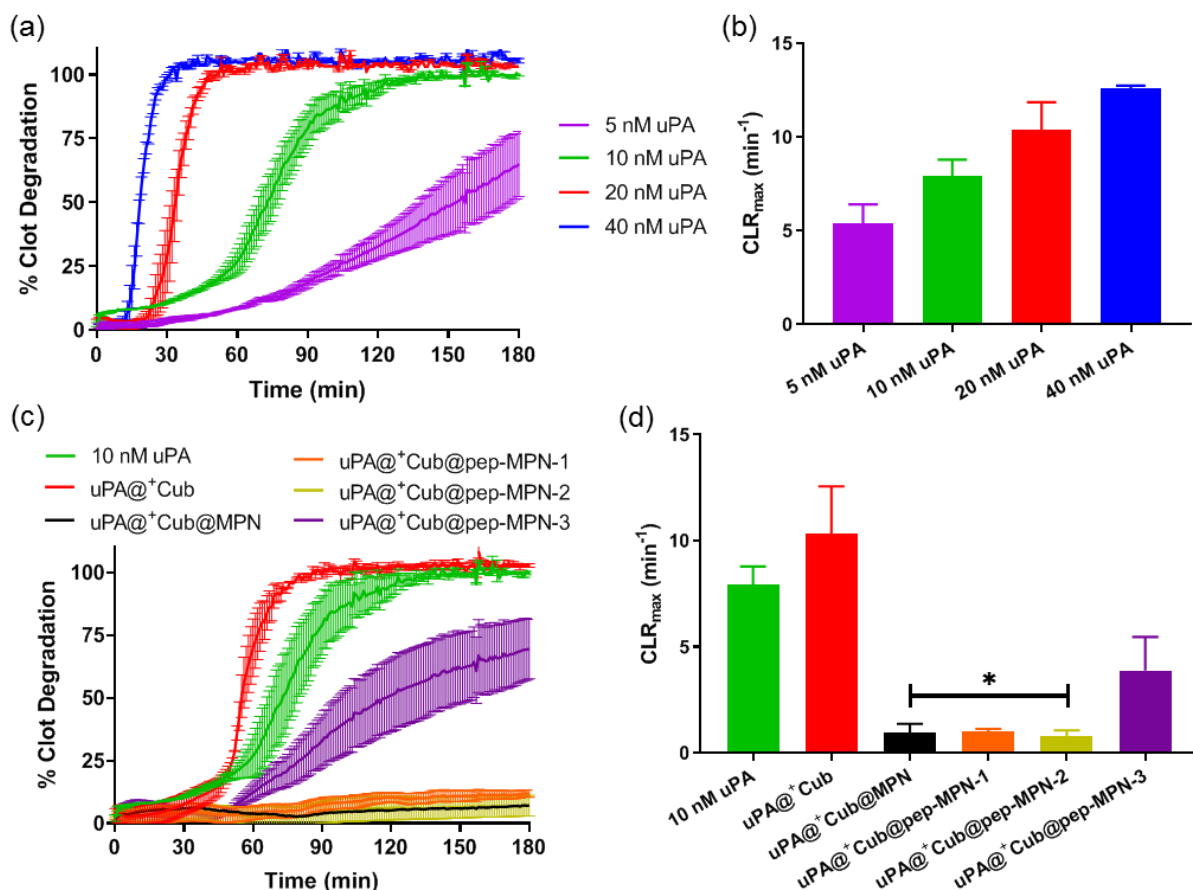 (a)
% Clot Degradation
100
75
50
25
0
0 30 60 90 120 150 180
Time (min)
5 nM uPA
10 nM uPA
20 nM uPA
40 nM uPA
(b)
CLRmax (min-1)
15
10
5
0
5 nM uPA
10 nM uPA
20 nM uPA
40 nM uPA
(c)
10 nM uPA
uPA@+Cub
uPA@+Cub@MPN
uPA@+Cub@pep-MPN-1
uPA@+Cub@pep-MPN-2
uPA@+Cub@pep-MPN-3
% Clot Degradation
100
75
50
25
0
0 30 60 90 120 150 180
Time (min)
(d)
CLRmax (min-1)
15
10
5
0
*
10 nM uPA
uPA@+Cub
uPA@+Cub@MPN
uPA@+Cub@pep-MPN-1
uPA@+Cub@pep-MPN-2
uPA@+Cub@pep-MPN-3